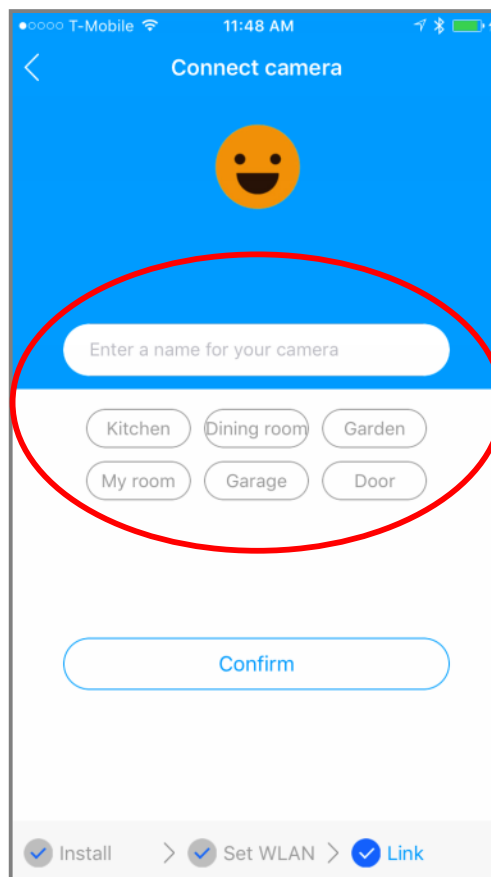 T-Mobile 11:48 AM
Connect camera
Enter a name for your camera
Kitchen Dining room Garden
My room Garage Door
Confirm
Install Set WLAN Link